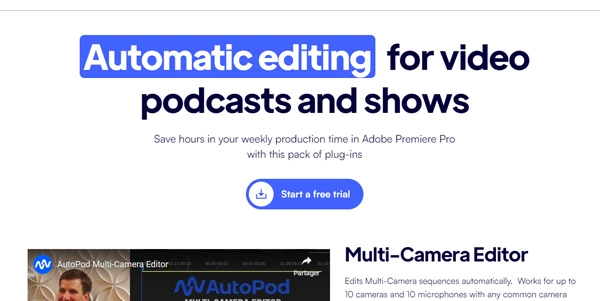 Automatic editing for video
podcasts and shows
Save hours in your weekly production time in Adobe Premiere Pro
with this pack of plug-ins
Start a free trial
AutoPod Multi-Camera Editor
Partager
AutoPod
MULTI-CAMERA EDITOR
Multi-Camera Editor
Edits Multi-Camera sequences automatically. Works for up to
10 cameras and 10 microphones with any common camera